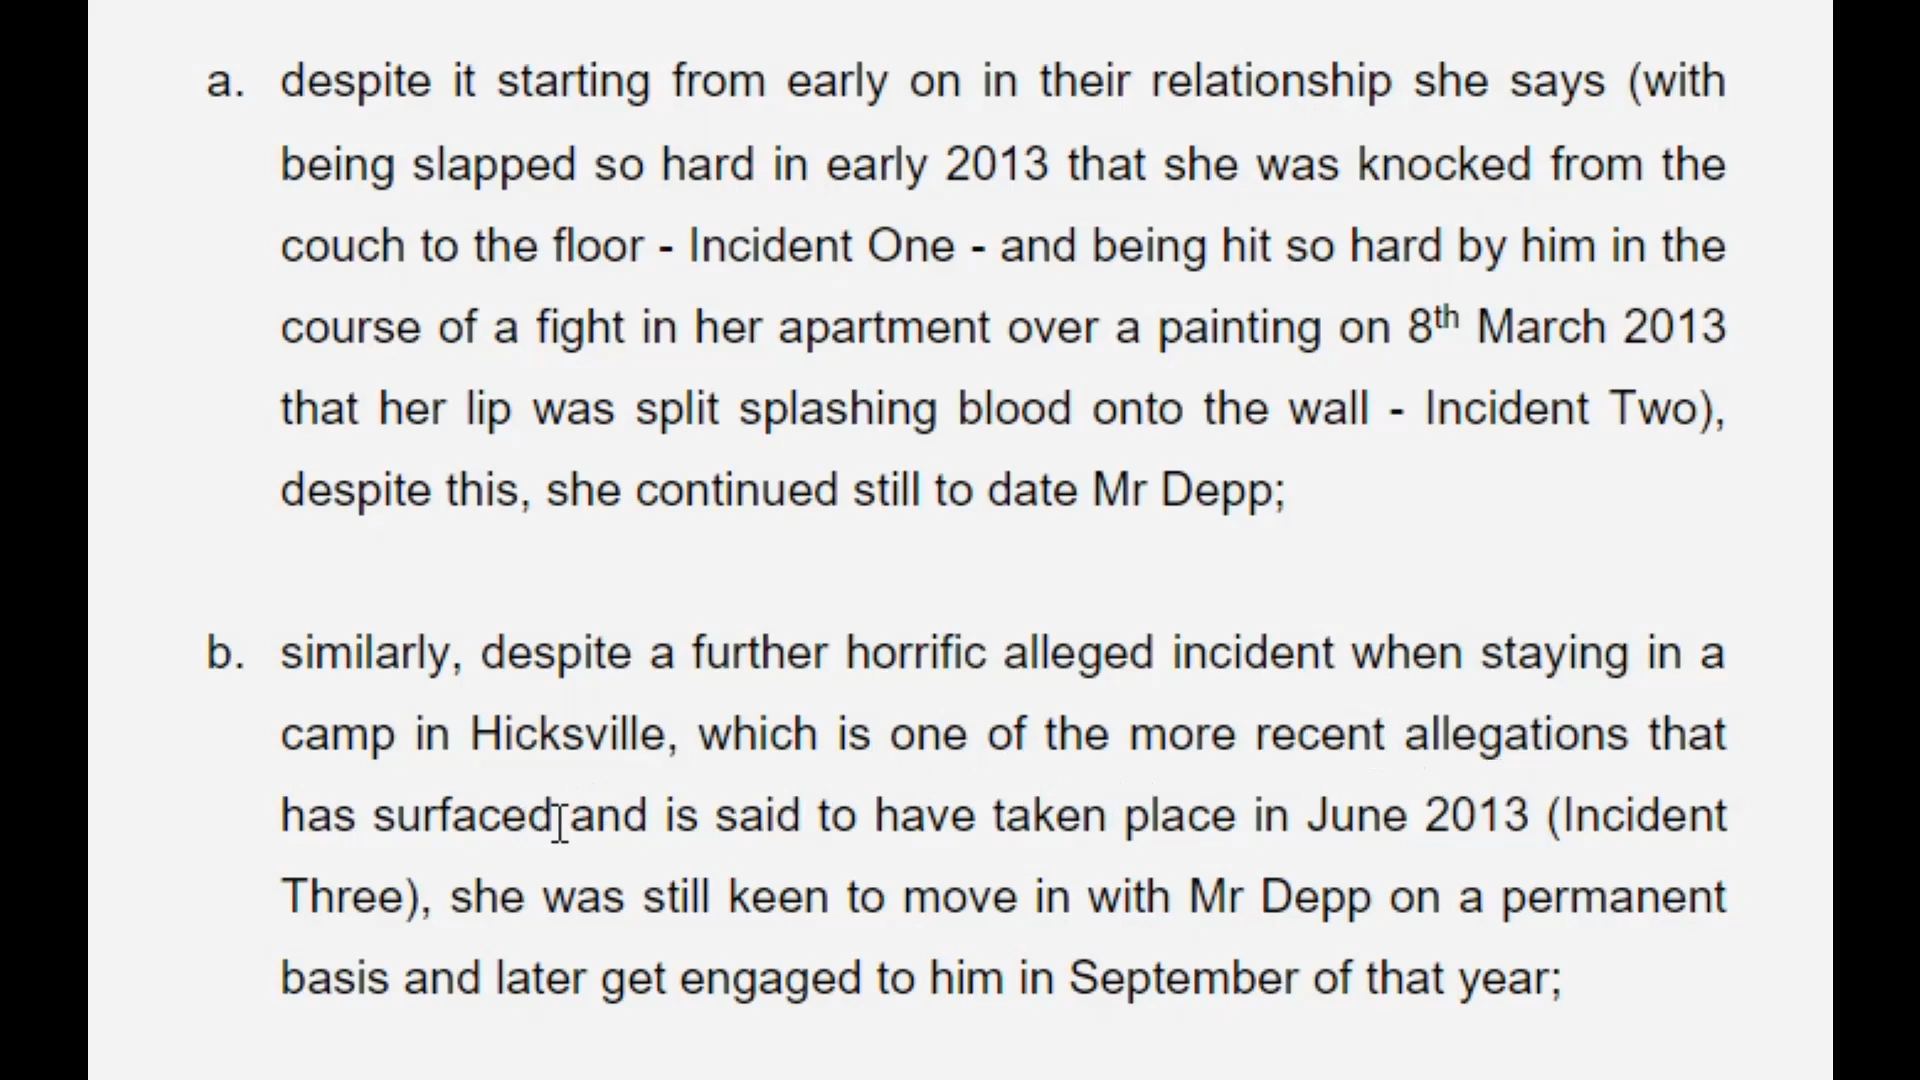 a. despite it starting from early on in their relationship she says (with
being slapped so hard in early 2013 that she was knocked from the
couch to the floor - Incident One - and being hit so hard by him in the
course of a fight in her apartment over a painting on 8th March 2013
that her lip was split splashing blood onto the wall - Incident Two),
despite this, she continued still to date Mr Depp;
b. similarly, despite a further horrific alleged incident when staying in a
camp in Hicksville, which is one of the more recent allegations that
has surfaced and is said to have taken place in June 2013 (Incident
Three), she was still keen to move in with Mr Depp on a permanent
basis and later get engaged to him in September of that year;